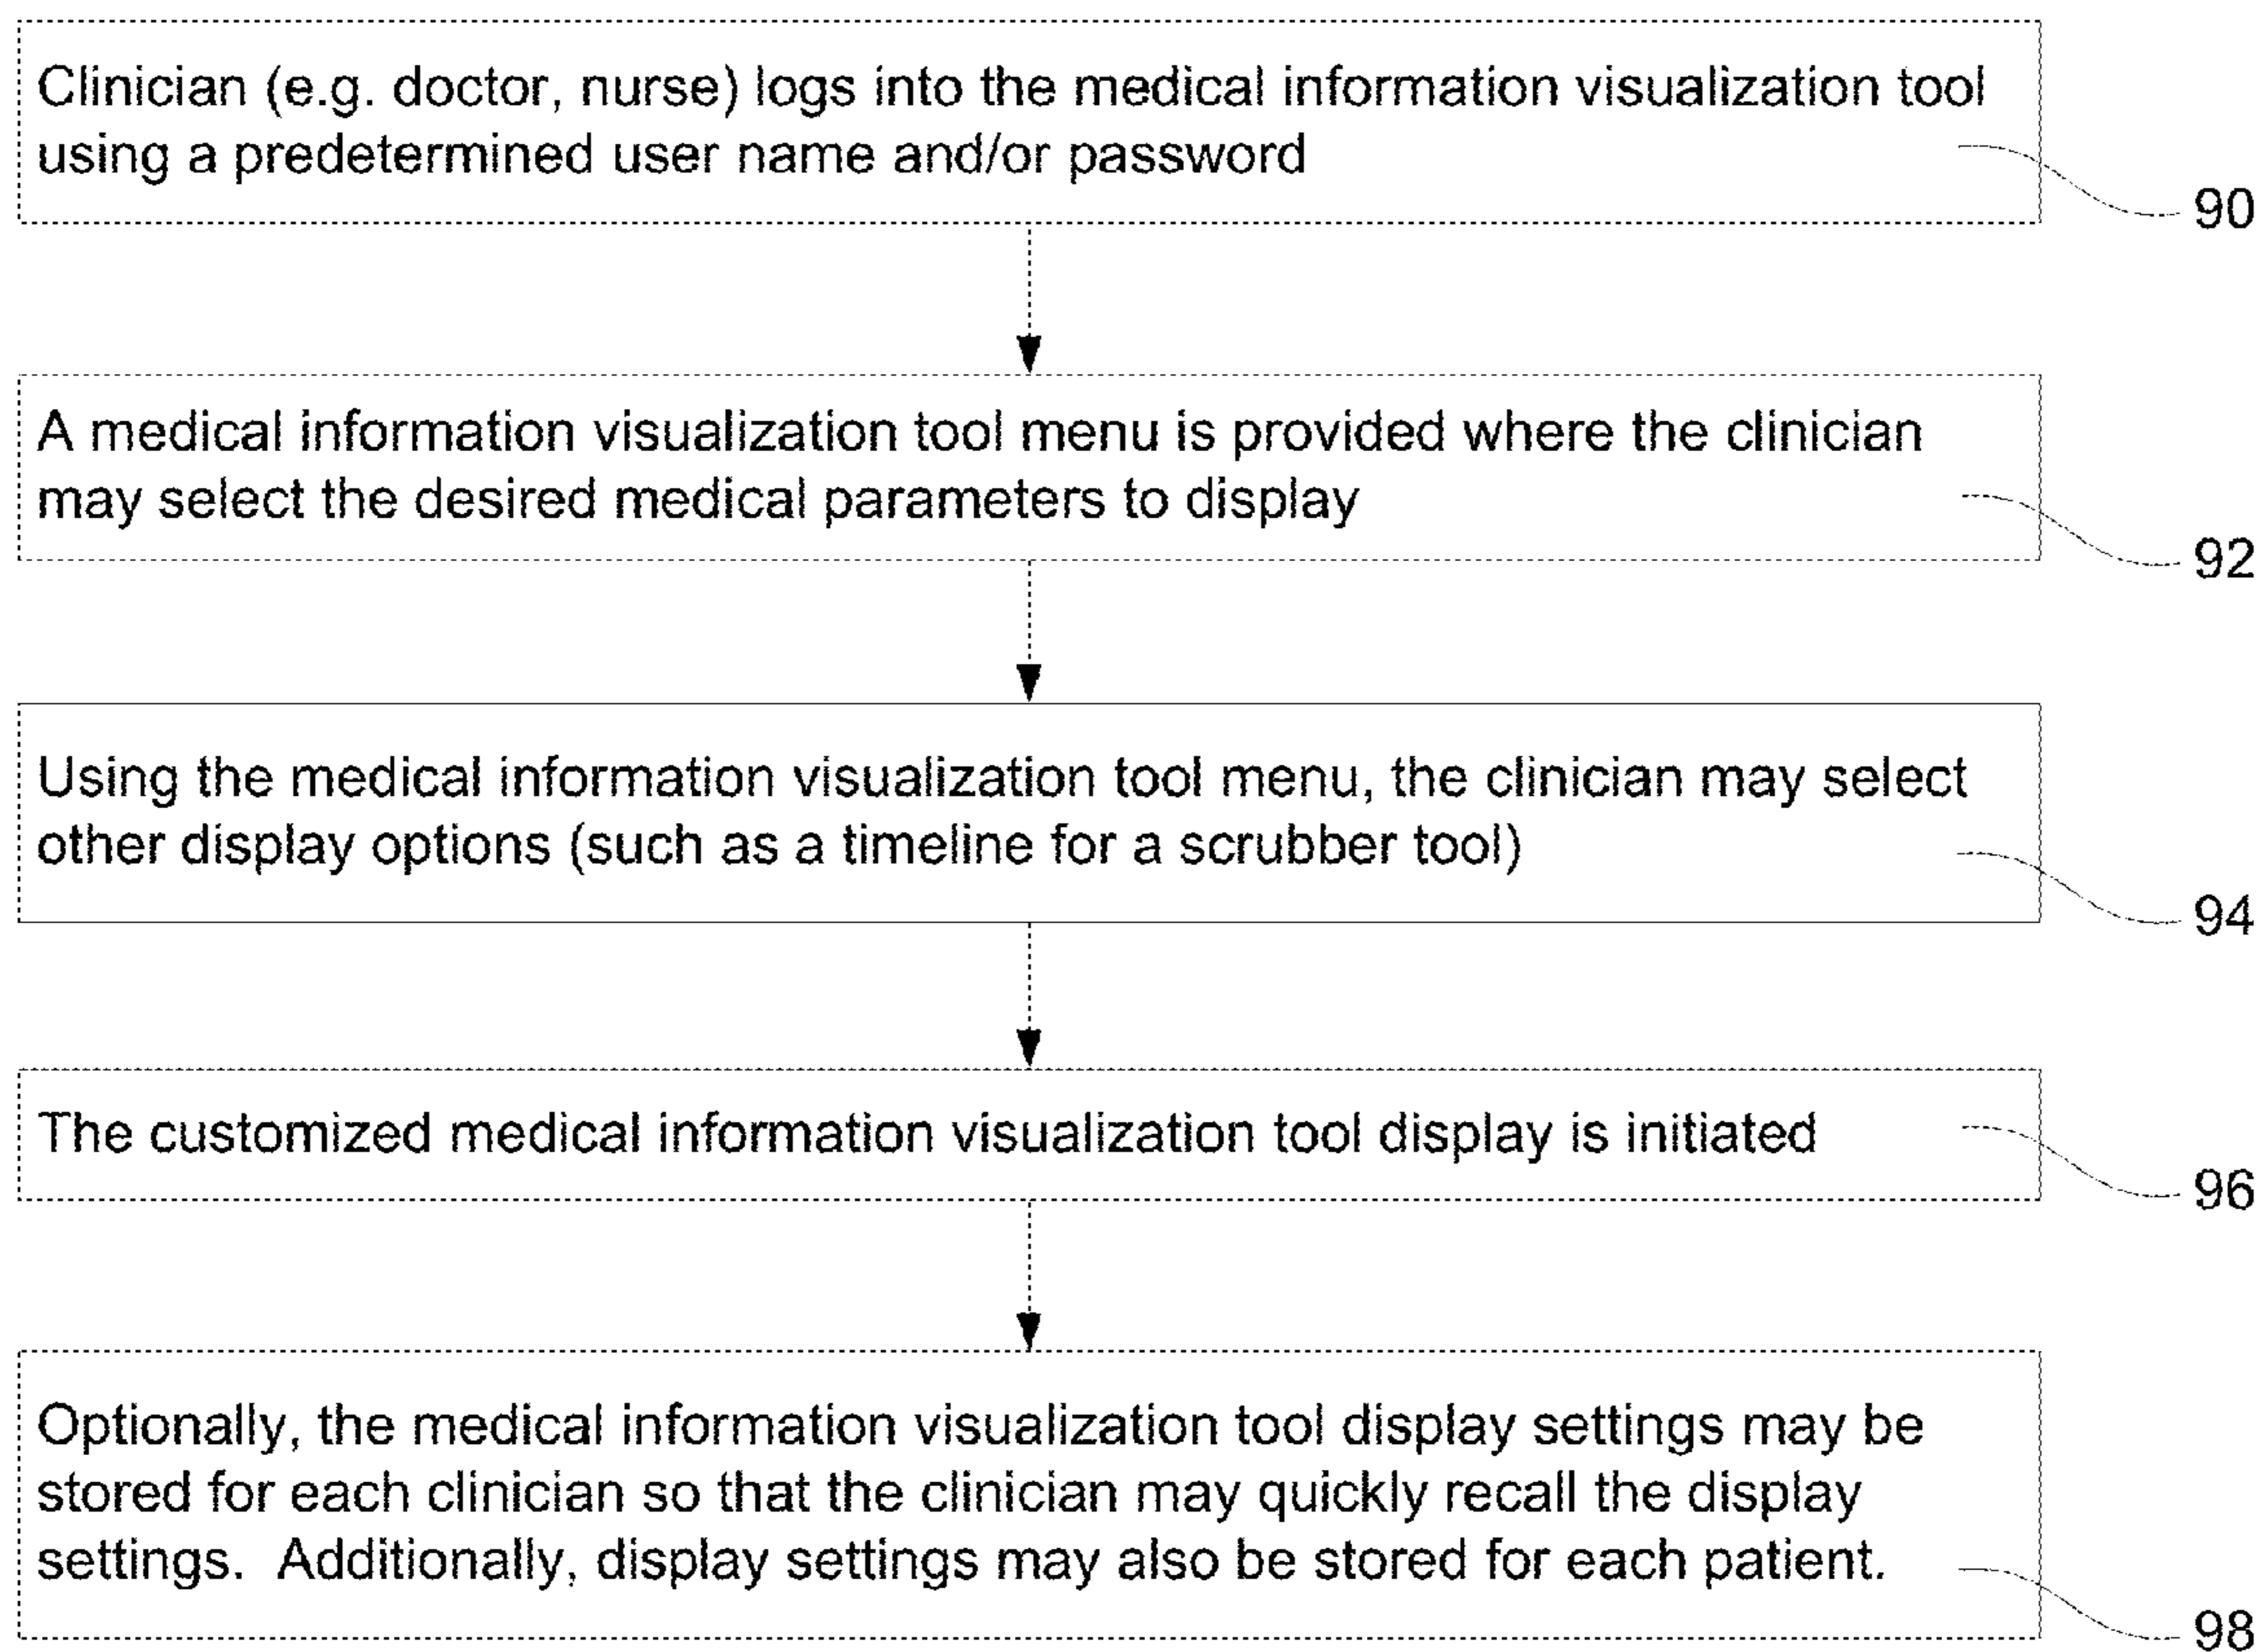 Clinician (e.g. doctor, nurse) logs into the medical information visualization tool
using a predetermined user name and/or password
90
A medical information visualization tool menu is provided where the clinician
may select the desired medical parameters to display
92
Using the medical information visualization tool menu, the clinician may select
other display options (such as a timeline for a scrubber tool)
94
The customized medical information visualization tool display is initiated
96
Optionally, the medical information visualization tool display settings may be
stored for each clinician so that the clinician may quickly recall the display
settings.  Additionally, display settings may also be stored for each patient.
98